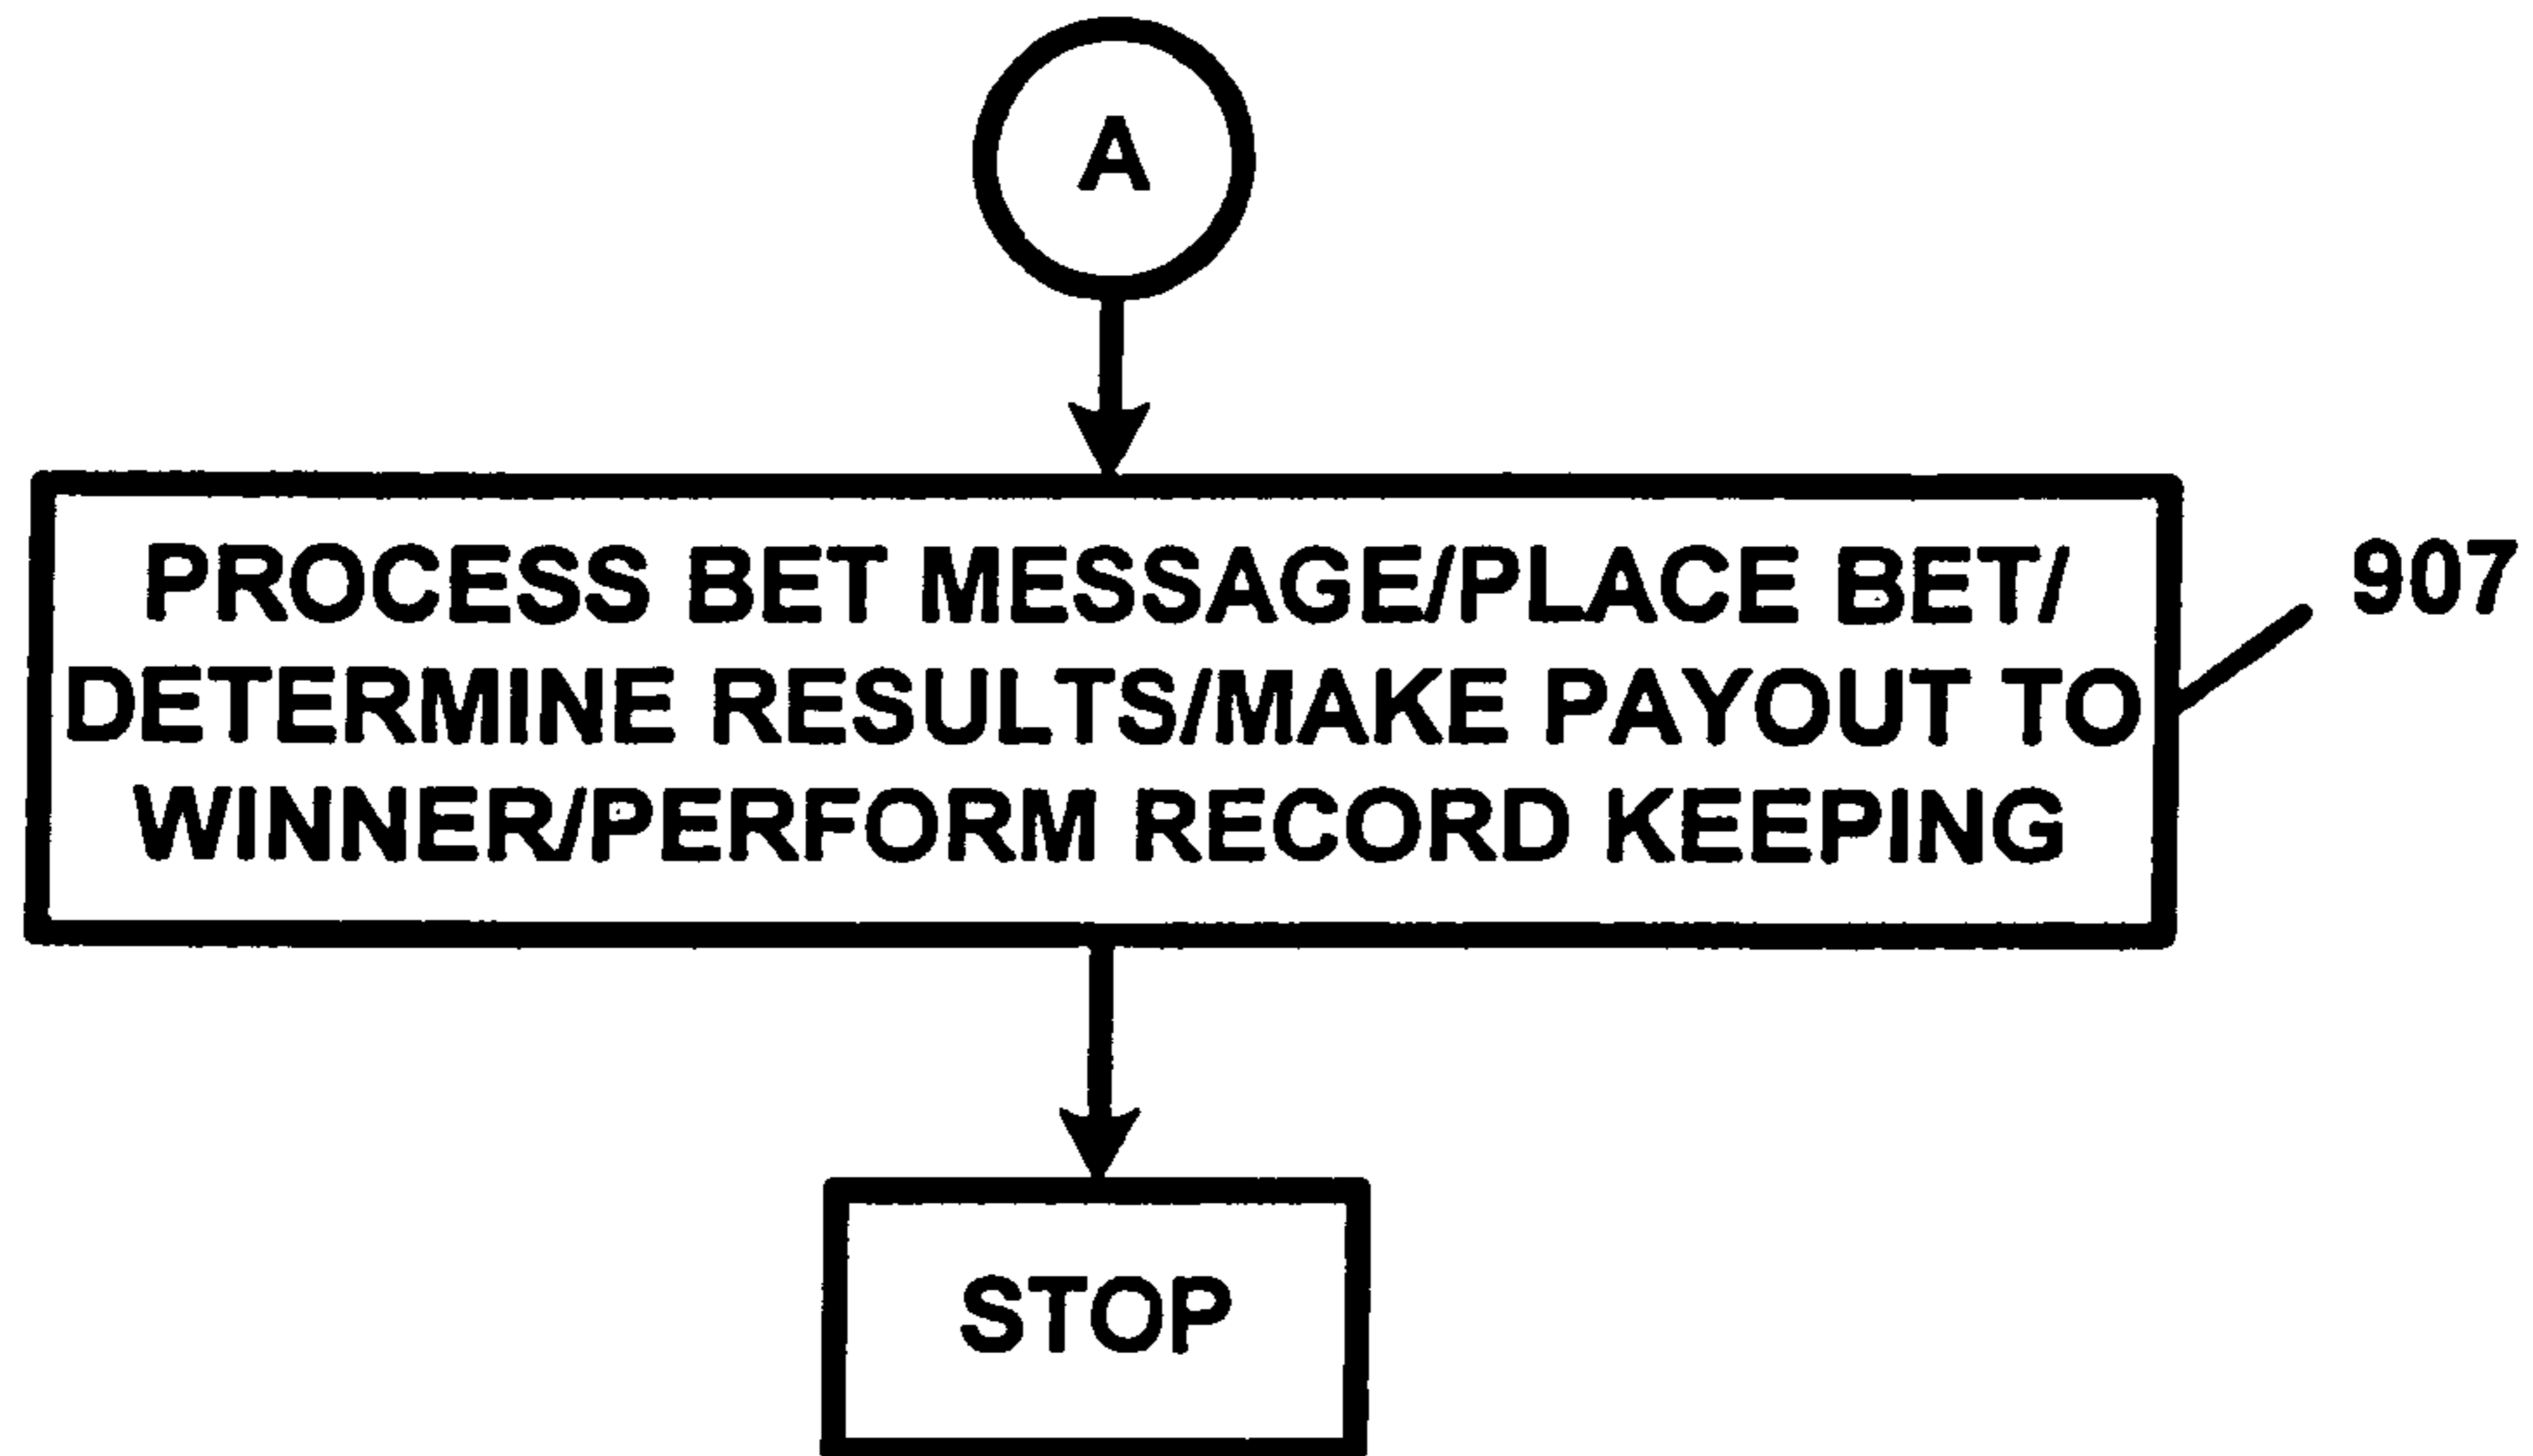 A
PROCESS BET MESSAGE/PLACE BET/
DETERMINE RESULTS/MAKE PAYOUT TO
WINNER/PERFORM RECORD KEEPING
907
STOP